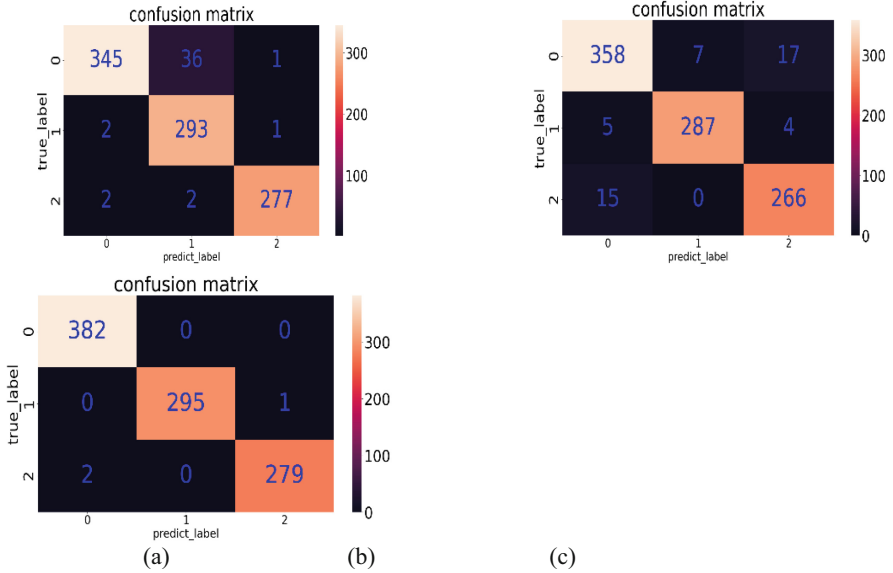 confusion matrix
0 345 36 1 300
true_label
1 2 293 1 200
2 2 2 277 100
0 1 2
predict_label
confusion matrix
0 358 7 17 300
true_label
1 5 287 4 200
100
2 15 0 266 0
0 1 2
predict_label
confusion matrix
0 382 0 0 300
true_label
1 0 295 1 200
100
2 2 0 279 0
0 1 2
predict_label
(a) (b) (c)